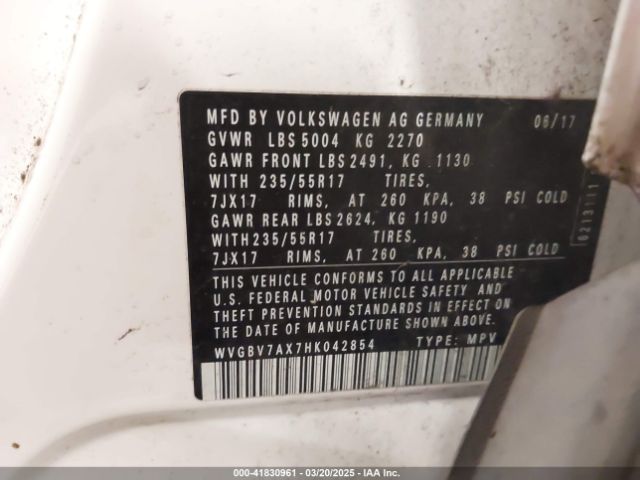 MFD BY VOLKSWAGEN AG GERMANY 06/17
GVWR LBS 5004 KG 2270
GAWR FRONT LBS 2491, KG 1130
WITH 235/55R17 TIRES,
7JX17 RIMS, AT 260 KPA, 38 PSI COLD
GAWR REAR LBS 2624, KG 1190
WITH 235/55R17 TIRES,
7JX17 RIMS, AT 260 KPA, 38 PSI COLD
THIS VEHICLE CONFORMS TO ALL APPLICABLE
U.S. FEDERAL MOTOR VEHICLE SAFETY AND
THEFT PREVENTION STANDARDS IN EFFECT ON
THE DATE OF MANUFACTURE SHOWN ABOVE.
WVGBV7AX7HK042854 TYPE: MPV
000-41830961 - 03/20/2025 - IAA Inc.